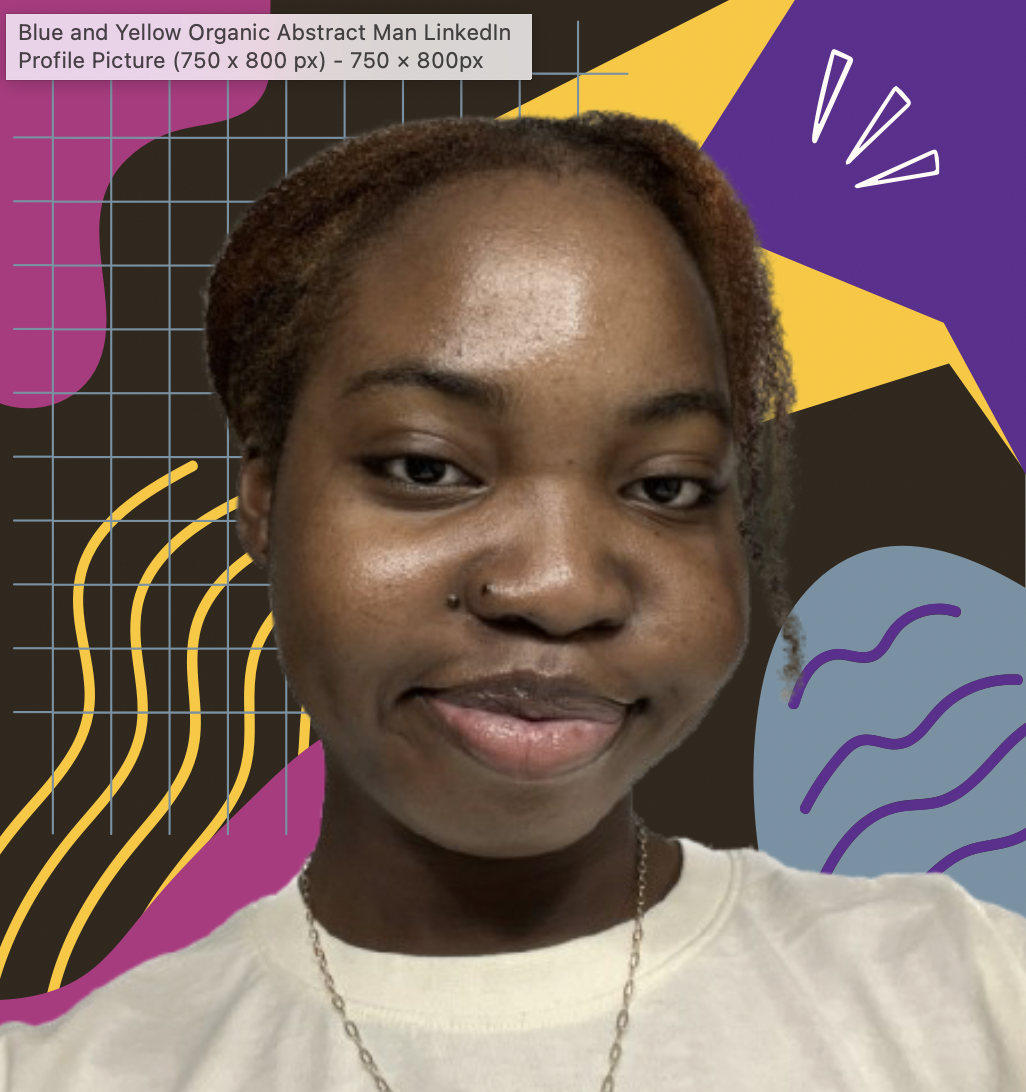 Blue and Yellow Organic Abstract Man LinkedIn
Profile Picture (750 x 800 px) - 750 × 800px